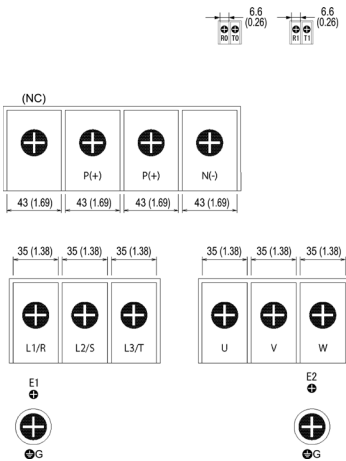 6.6
(0.26)
R0 T0
6.6
(0.26)
R1 T1
(NC)
P(+) P(+) N(-)
43 (1.69) 43 (1.69) 43 (1.69) 43 (1.69)
35 (1.38) 35 (1.38) 35 (1.38)
L1/R L2/S L3/T
E1
G
35 (1.38) 35 (1.38) 35 (1.38)
U V W
E2
G